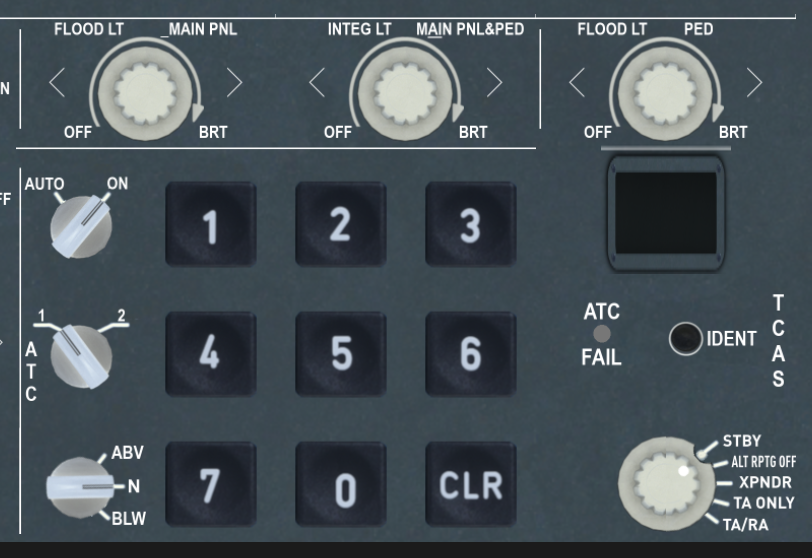 FLOOD LT MAIN PNL INTEG LT MAIN PNL&PED FLOOD LT PED
N
OFF BRT OFF BRT OFF BRT
AUTO ON
FF
1 2 3
1 2
ATC
4 5 6
ATC
FAIL
IDENT
TCAS
ABV
N
BLW
7 0 CLR
STBY
ALT RPTG OFF
XPNDR
TA ONLY
TA/RA